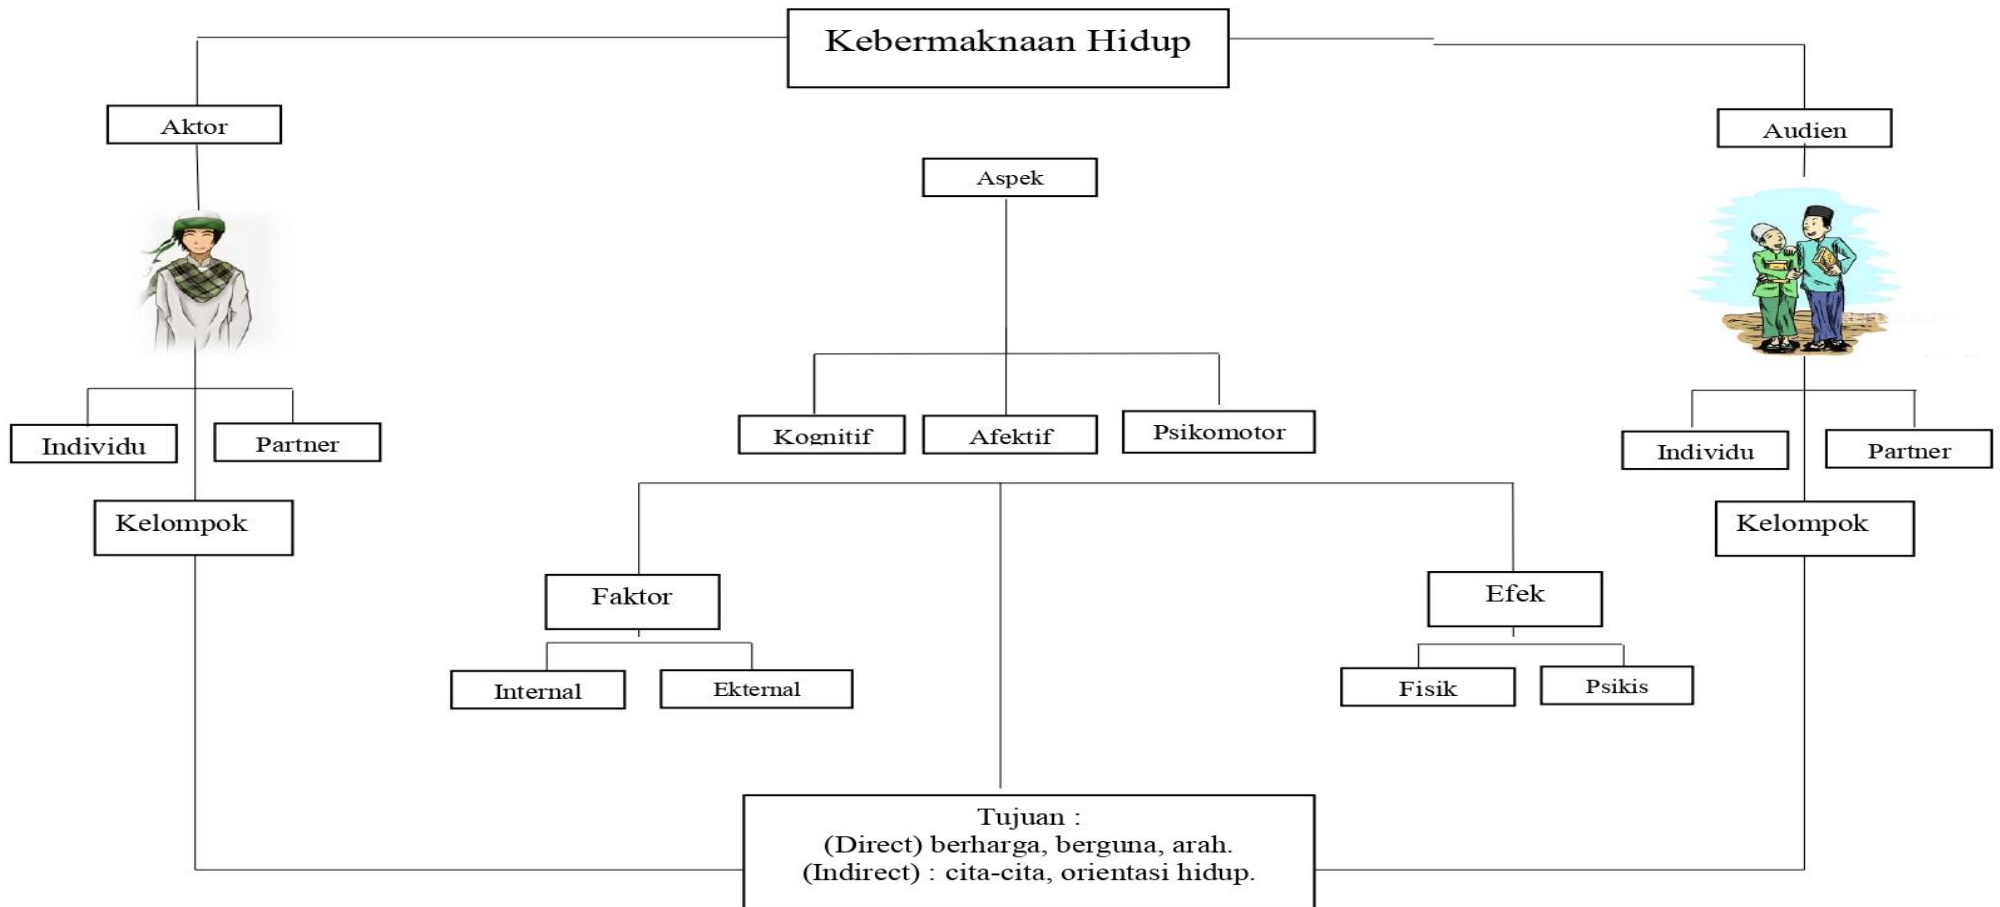 Kebermaknaan Hidup
Aktor
Audien
Aspek
Individu
Partner
Kognitif
Afektif
Psikomotor
Individu
Partner
Kelompok
Kelompok
Faktor
Efek
Internal
Ekternal
Fisik
Psikis
Tujuan :
(Direct) berharga, berguna, arah.
(Indirect) : cita-cita, orientasi hidup.